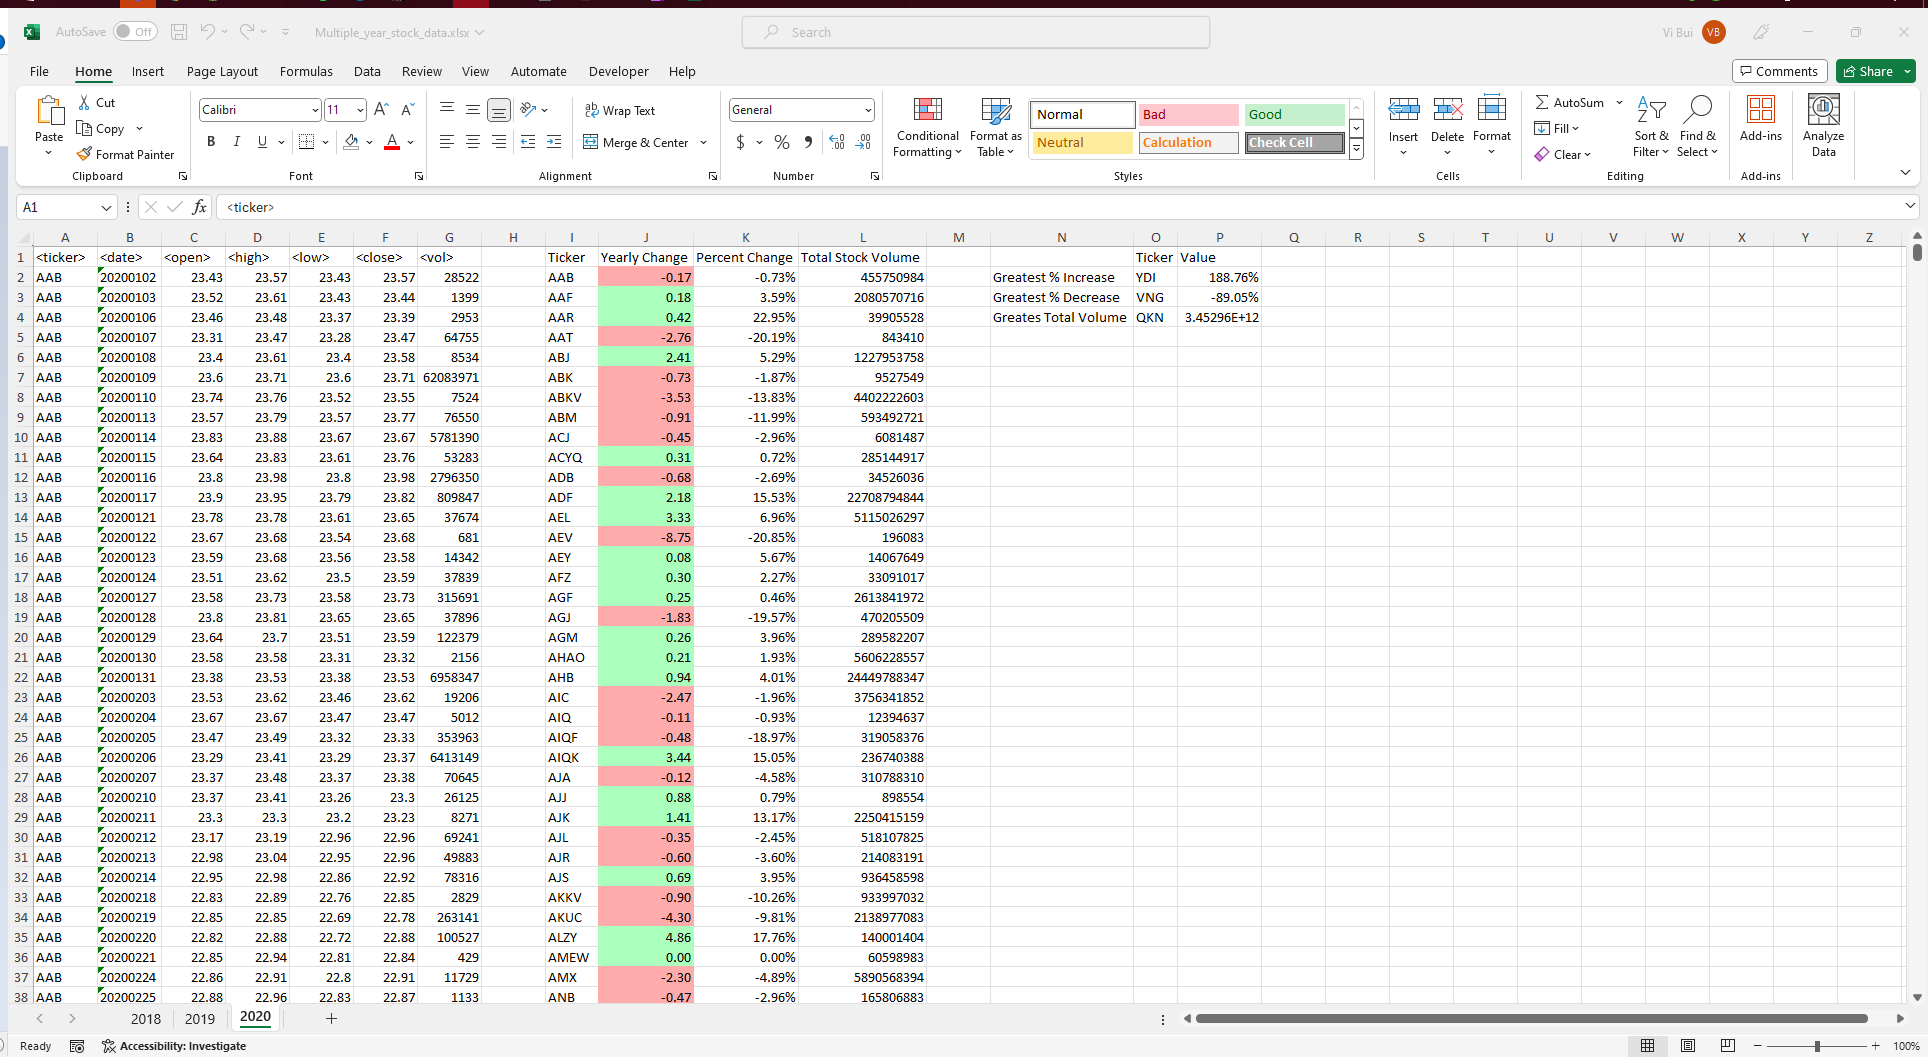 AutoSave Off Multiple_year_stock_data.xlsx Search Vi Bui VB
File Home Insert Page Layout Formulas Data Review View Automate Developer Help Comments Share
Paste Cut Copy Format Painter Clipboard
Calibri 11 B I U A Font
Wrap Text Merge & Center Alignment
General $ % Number
Conditional Formatting Format as Table Normal Bad Good Neutral Calculation Check Cell Styles
Insert Delete Format Cells
AutoSum Fill Clear Sort & Filter Find & Select Editing
Add-ins Add-ins
Analyze Data
A1 fx <ticker>
A B C D E F G H I J K L M N O P Q R S T U V W X Y Z
1 <ticker> <date> <open> <high> <low> <close> <vol> Ticker Yearly Change Percent Change Total Stock Volume Ticker Value
2 AAB 20200102 23.43 23.57 23.43 23.57 28522 AAB -0.17 -0.73% 455750984 Greatest % Increase YDI 188.76%
3 AAB 20200103 23.52 23.61 23.43 23.44 1399 AAF 0.18 3.59% 2080570716 Greatest % Decrease VNG -89.05%
4 AAB 20200106 23.46 23.48 23.37 23.39 2953 AAR 0.42 22.95% 39905528 Greates Total Volume QKN 3.45296E+12
5 AAB 20200107 23.31 23.47 23.28 23.47 64755 AAT -2.76 -20.19% 843410
6 AAB 20200108 23.4 23.6 23.4 23.58 8534 ABJ 2.41 5.29% 1227953758
7 AAB 20200109 23.6 23.71 23.6 23.71 62083971 ABK -0.73 -1.87% 9527549
8 AAB 20200110 23.74 23.76 23.52 23.55 7524 ABKV -3.53 -13.83% 4402222603
9 AAB 20200113 23.57 23.79 23.57 23.77 76550 ABM -0.91 -11.99% 593492721
10 AAB 20200114 23.83 23.88 23.67 23.67 5781390 ACJ -0.45 -2.96% 6081487
11 AAB 20200115 23.64 23.83 23.61 23.76 53283 ACYQ 0.31 0.72% 285144917
12 AAB 20200116 23.8 23.98 23.8 23.98 2796350 ADB -0.68 -2.69% 34526036
13 AAB 20200117 23.9 23.95 23.79 23.82 809847 ADF 2.18 15.53% 22708794844
14 AAB 20200121 23.78 23.78 23.61 23.65 37674 AEL 3.33 6.96% 5115026297
15 AAB 20200122 23.67 23.68 23.54 23.68 681 AEV -8.75 -20.85% 196083
16 AAB 20200123 23.59 23.68 23.56 23.58 14342 AEY 0.08 5.67% 14067649
17 AAB 20200124 23.51 23.62 23.5 23.59 37839 AFZ 0.30 2.27% 33091017
18 AAB 20200127 23.58 23.73 23.58 23.73 315691 AGF 0.25 0.46% 2613841972
19 AAB 20200128 23.8 23.81 23.65 23.65 37896 AGJ -1.83 -19.57% 470205509
20 AAB 20200129 23.64 23.7 23.51 23.59 122379 AGM 0.26 3.96% 289582207
21 AAB 20200130 23.58 23.58 23.31 23.32 2156 AHAO 0.21 1.93% 5606228557
22 AAB 20200131 23.38 23.53 23.38 23.53 6958347 AHB 0.94 4.01% 24449788347
23 AAB 20200203 23.53 23.62 23.46 23.62 19206 AIC -2.47 -1.96% 3756341852
24 AAB 20200204 23.67 23.67 23.47 23.47 5012 AIQ -0.11 -0.93% 12394637
25 AAB 20200205 23.47 23.49 23.32 23.33 353963 AIQF -0.48 -18.97% 319058376
26 AAB 20200206 23.29 23.41 23.29 23.37 6413149 AIQK 3.44 15.05% 236740388
27 AAB 20200207 23.37 23.48 23.37 23.38 70645 AJA -0.12 -4.58% 310788310
28 AAB 20200210 23.37 23.41 23.26 23.3 26125 AJJ 0.88 0.79% 898554
29 AAB 20200211 23.3 23.3 23.2 23.23 8271 AJK 1.41 13.17% 2250415159
30 AAB 20200212 23.17 23.19 22.96 22.96 69241 AJL -0.35 -2.45% 518107825
31 AAB 20200213 22.98 23.04 22.95 22.96 49883 AJR -0.60 -3.60% 214083191
32 AAB 20200214 22.95 22.98 22.86 22.92 78316 AJS 0.69 3.95% 936458598
33 AAB 20200218 22.83 22.89 22.76 22.85 2829 AKKV -0.90 -10.26% 933997032
34 AAB 20200219 22.85 22.85 22.69 22.78 263141 AKUC -4.30 -9.81% 2138977083
35 AAB 20200220 22.82 22.88 22.72 22.88 100527 ALZY 4.86 17.76% 140001404
36 AAB 20200221 22.85 22.94 22.81 22.84 429 AMEW 0.00 0.00% 60598983
37 AAB 20200224 22.86 22.91 22.8 22.91 11729 AMX -2.30 -4.89% 5890568394
38 AAB 20200225 22.88 22.96 22.83 22.87 1133 ANB -0.47 -2.96% 165806883
2018 2019 2020
Ready Accessibility: Investigate 100%